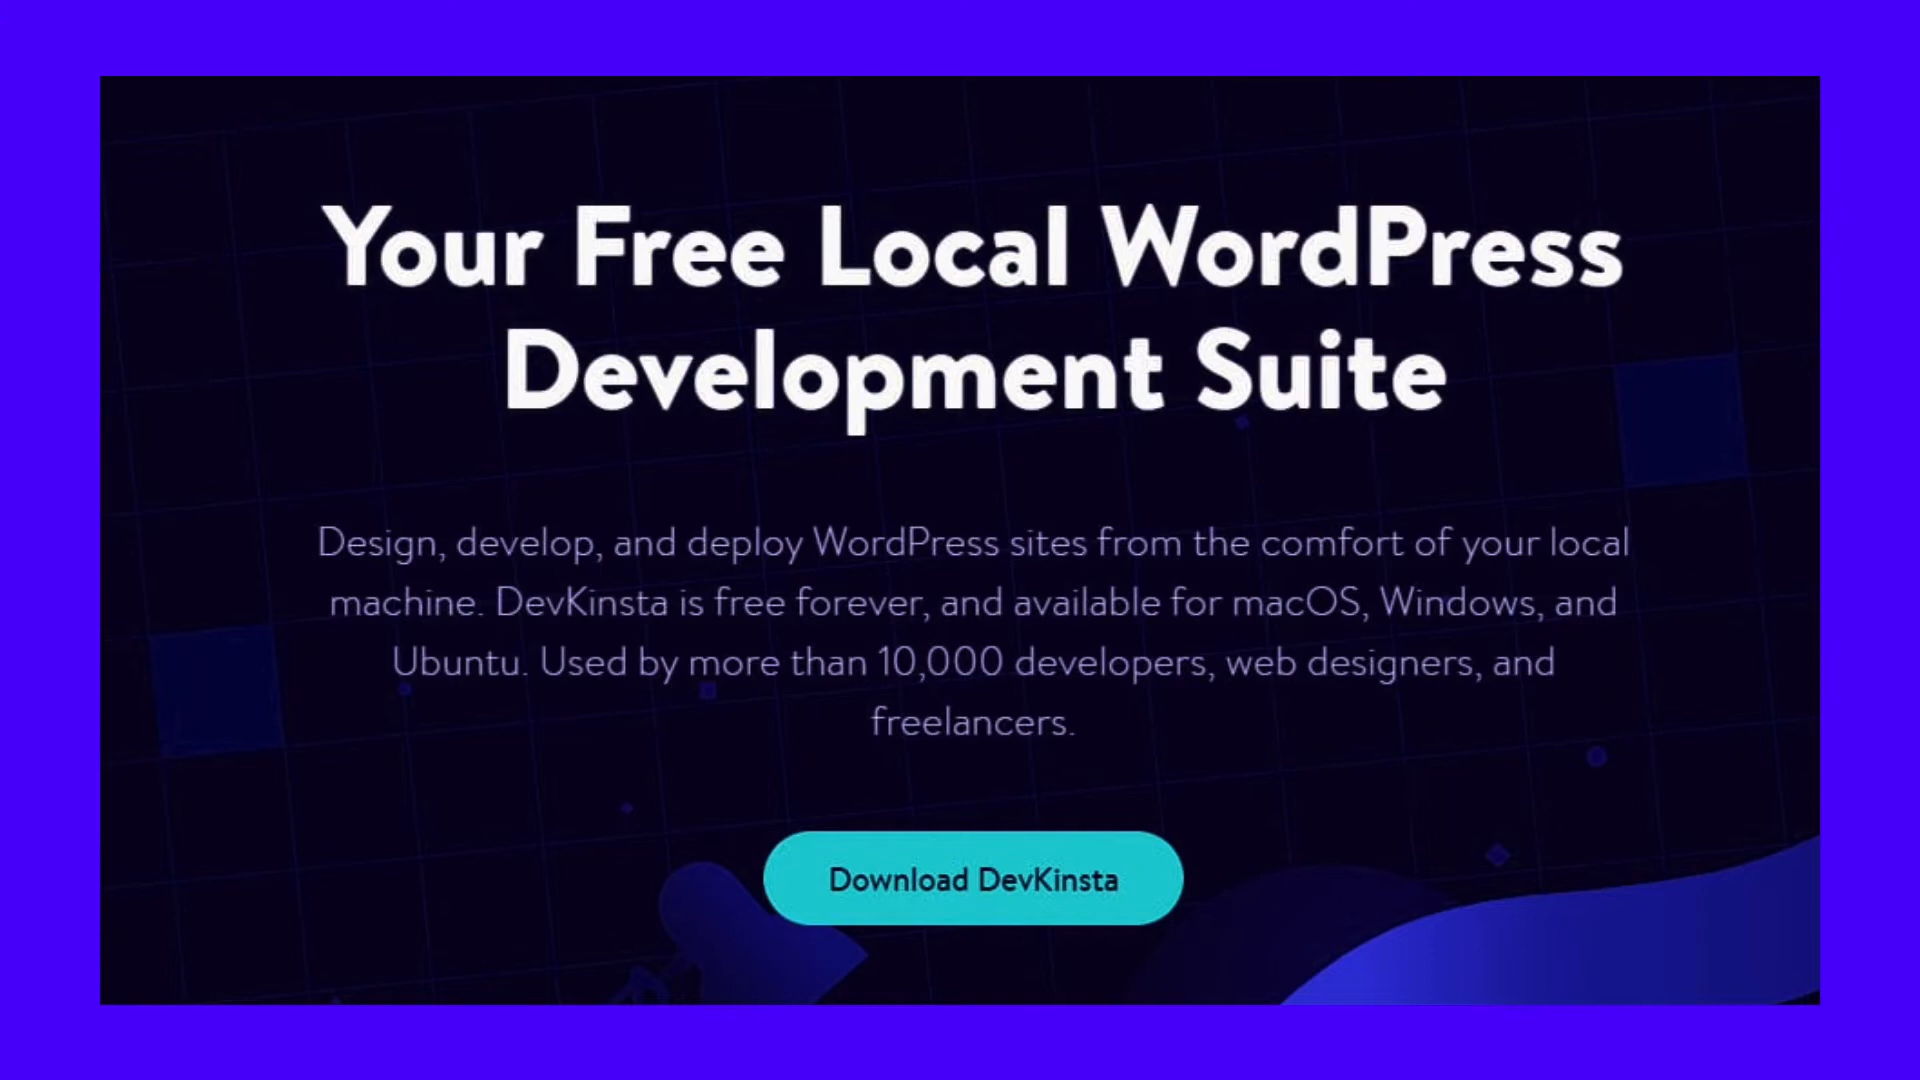 Your Free Local WordPress
Development Suite
Design, develop, and deploy WordPress sites from the comfort of your local
machine. DevKinsta is free forever, and available for macOS, Windows, and
Ubuntu. Used by more than 10,000 developers, web designers, and
freelancers.
Download DevKinsta